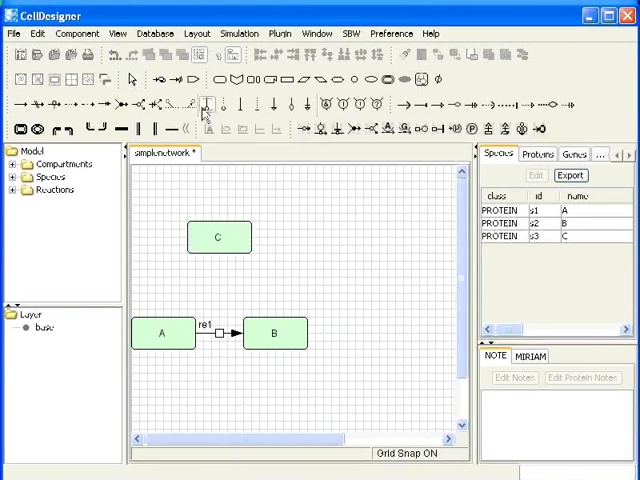 CellDesigner
File Edit Component View Database Layout Simulation Plugin Window SBW Preference Help
Model
Compartments
Species
Reactions
Layer
base
simplenetwork *
C
A
re1
B
Grid Snap ON
Species Proteins Genes ...
Edit Export
class id name
PROTEIN s1 A
PROTEIN s2 B
PROTEIN s3 C
NOTE MIRIAM
Edit Notes Edit Protein Notes